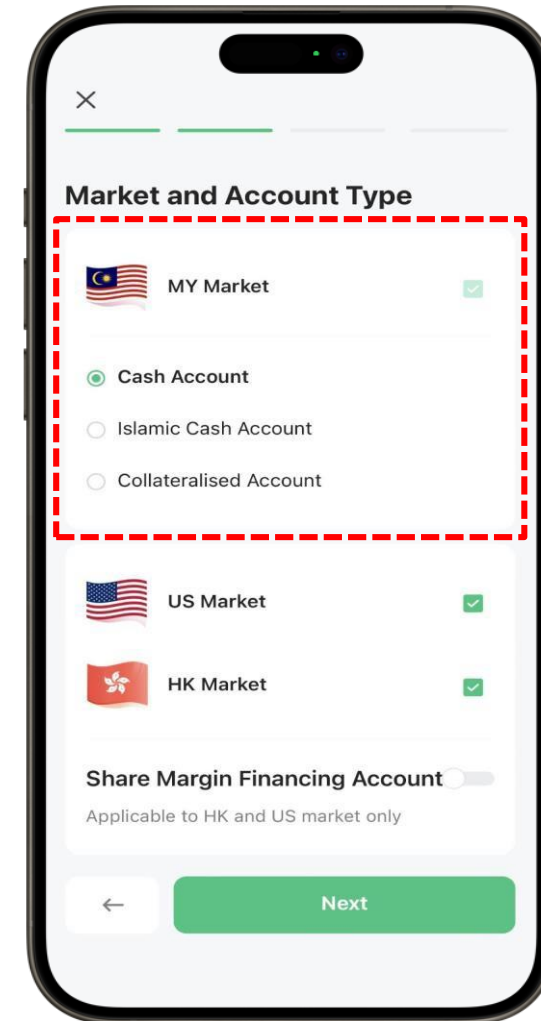 Market and Account Type
MY Market
Cash Account
Islamic Cash Account
Collateralised Account
US Market
HK Market
Share Margin Financing Account
Applicable to HK and US market only
Next